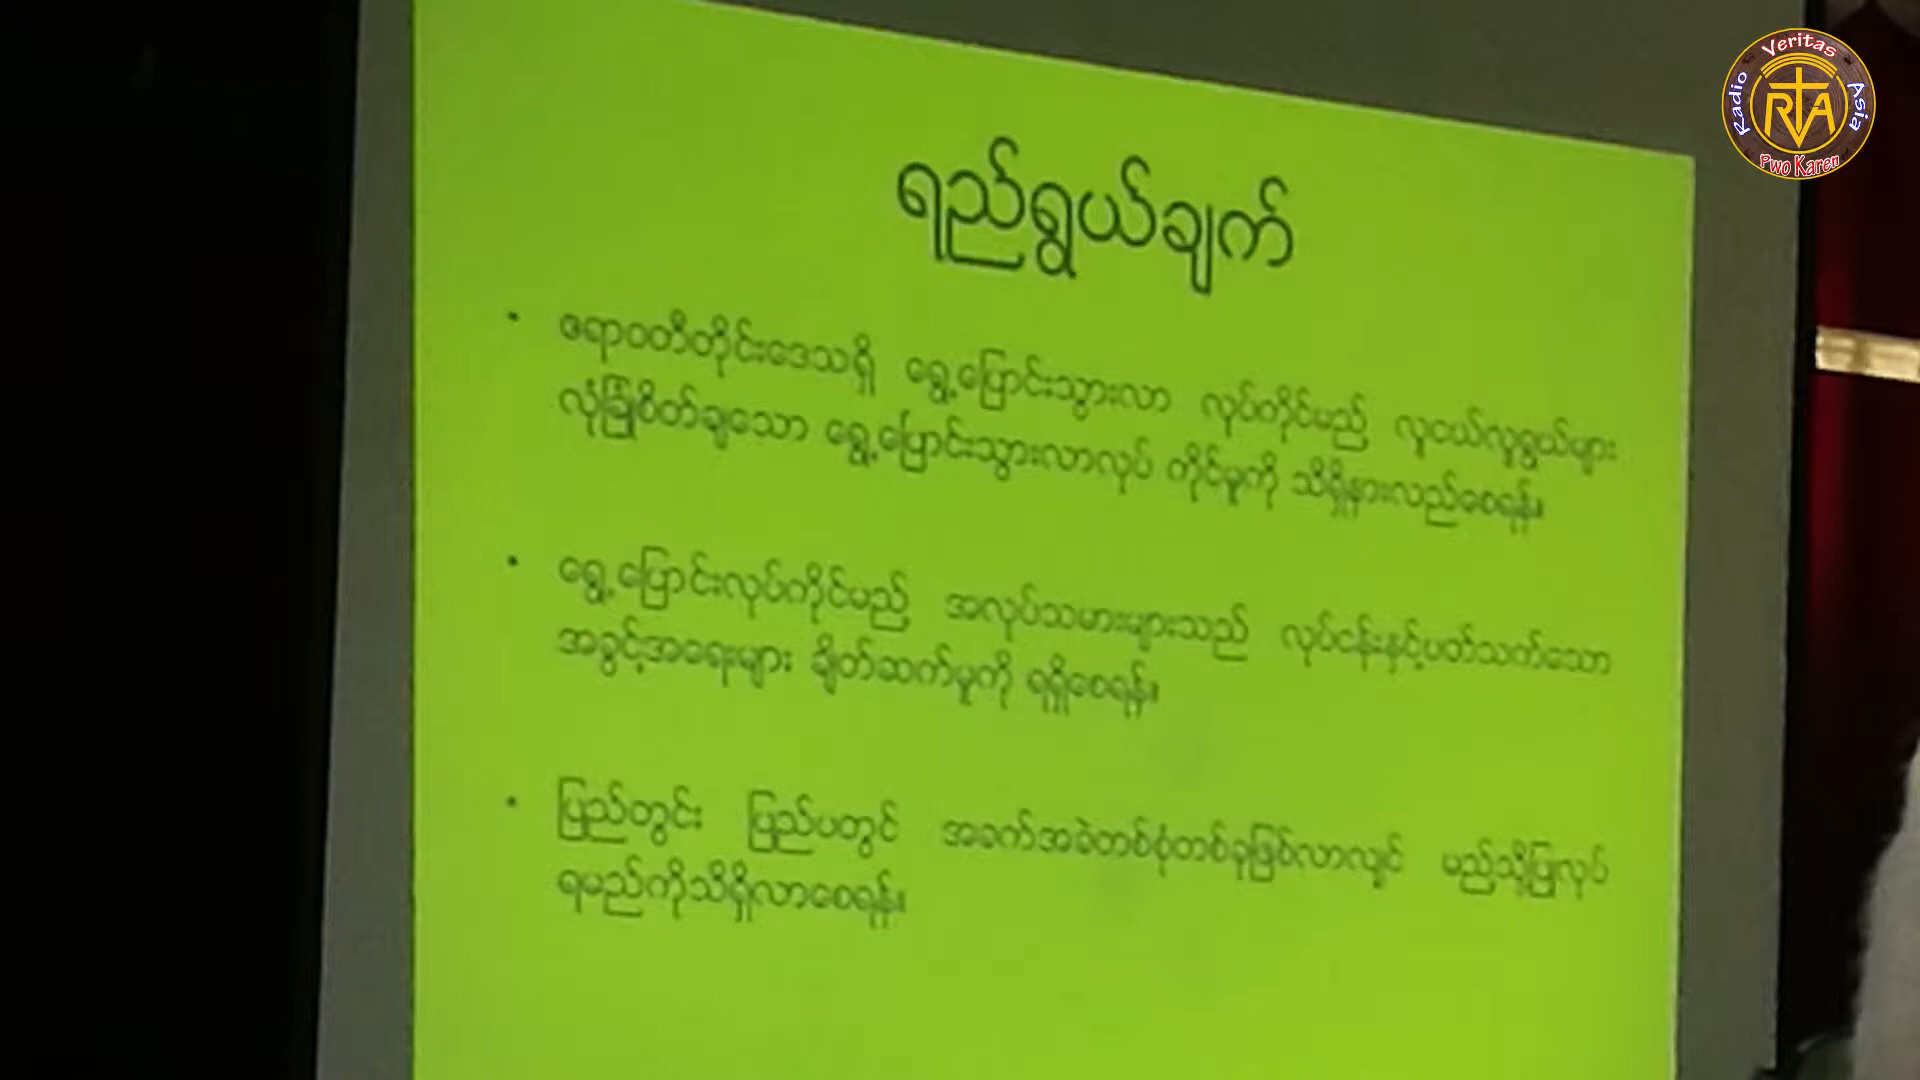 ရည်ရွယ်ချက်
• ဧရာဝတီတိုင်းဒေသရှိ ရွှေ့ပြောင်းသွားလာ လုပ်ကိုင်မည့် လူငယ်လူရွယ်များ
လုံခြုံစိတ်ချသော ရွှေ့ပြောင်းသွားလာလုပ် ကိုင်မှုကို သိရှိနားလည်စေရန်။
• ရွှေ့ပြောင်းလုပ်ကိုင်မည့် အလုပ်သမားများသည် လုပ်ငန်းနှင့်ပတ်သက်သော
အခွင့်အရေးများ ချိတ်ဆက်မှုကို ရရှိစေရန်။
• ပြည်တွင်း ပြည်ပတွင် အခက်အခဲတစ်စုံတစ်ခုဖြစ်လာလျှင် မည်သို့ပြုလုပ်
ရမည်ကိုသိရှိလာစေရန်။
Radio Veritas Asia
RVA
Pwo Karen